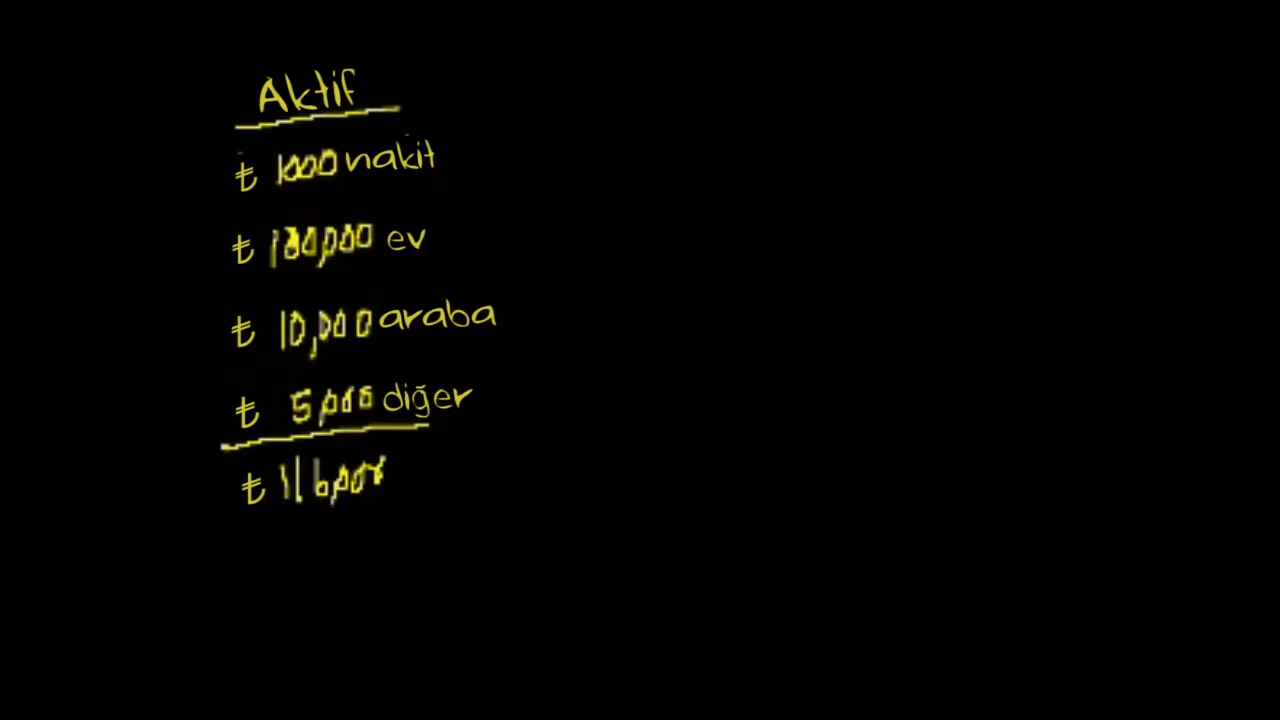 Aktif
₺ 1000 nakit
₺ 100,000 ev
₺ 10,000 araba
₺ 5,000 diğer
₺ 116,000